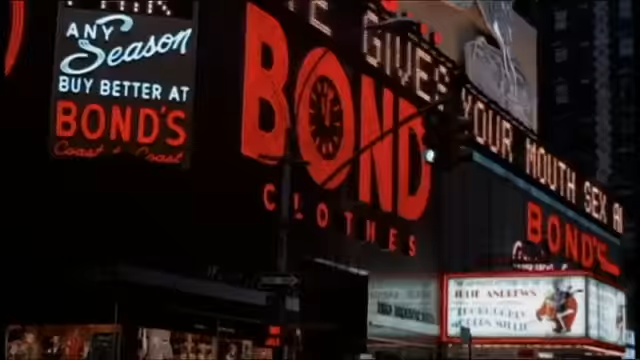 ANY
Season
BUY BETTER AT
BOND'S
Coast to Coast
E GIVES YOUR MOUTH SEX A
BOND
CLOTHES
BOND'S
JULIE ANDREWS
THOROUGHLY
MODERN MILLIE